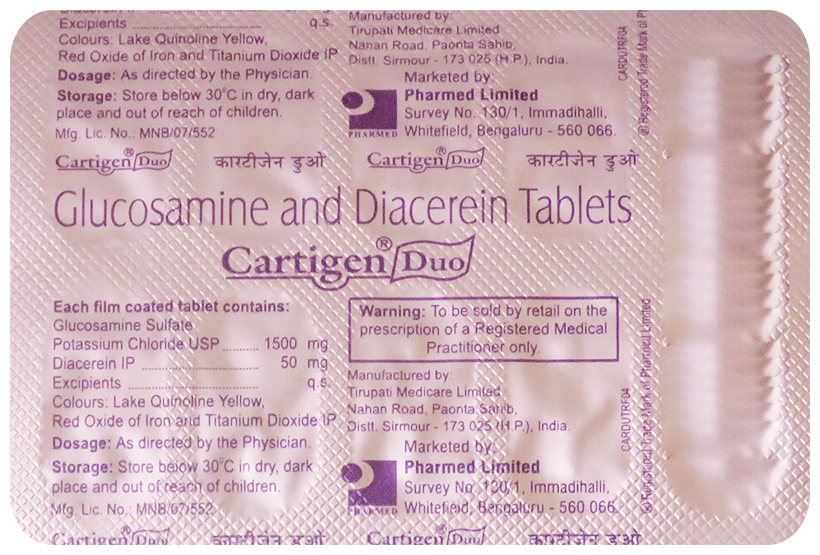 Excipients ........................................ q.s.
Colours: Lake Quinoline Yellow,
Red Oxide of Iron and Titanium Dioxide IP
Dosage: As directed by the Physician.
Storage: Store below 30°C in dry, dark
place and out of reach of children.
Mfg. Lic. No.: MNB/07/552
Manufactured by:
Tirupati Medicare Limited
Nahan Road, Paonta Sahib,
Distt. Sirmour - 173 025 (H.P.), India.
Marketed by:
Pharmed Limited
Survey No. 130/1, Immadihalli,
Whitefield, Bengaluru - 560 066.
PHARMED
CARDUTRF04
® Registered Trade Mark of P
Cartigen® Duo कारटीजेन डुओ Cartigen® Duo कारटीजेन डुओ
Glucosamine and Diacerein Tablets
Cartigen® Duo
Each film coated tablet contains:
Glucosamine Sulfate
Potassium Chloride USP .......... 1500 mg
Diacerein IP ................................ 50 mg
Excipients ................................... q.s.
Colours: Lake Quinoline Yellow,
Red Oxide of Iron and Titanium Dioxide IP
Dosage: As directed by the Physician.
Storage: Store below 30°C in dry, dark
place and out of reach of children.
Mfg. Lic. No.: MNB/07/552
Warning: To be sold by retail on the
prescription of a Registered Medical
Practitioner only.
Manufactured by:
Tirupati Medicare Limited
Nahan Road, Paonta Sahib,
Distt. Sirmour - 173 025 (H.P.), India.
Marketed by:
Pharmed Limited
Survey No. 130/1, Immadihalli,
Whitefield, Bengaluru - 560 066.
PHARMED
CARDUTRF04
® Registered Trade Mark of Pharmed Limited
Cartigen® Duo कारटीजेन डुओ Cartigen® Duo कारटीजेन डुओ